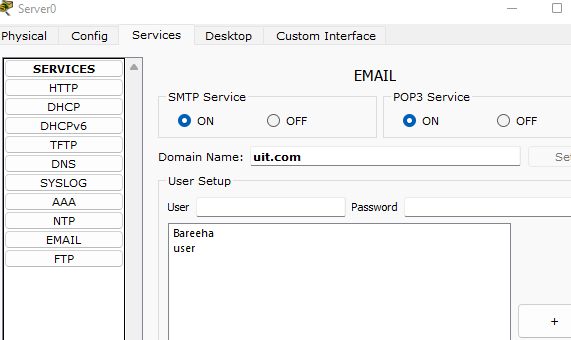 Server0
Physical Config Services Desktop Custom Interface
SERVICES
HTTP
DHCP
DHCPv6
TFTP
DNS
SYSLOG
AAA
NTP
EMAIL
FTP
EMAIL
SMTP Service
ON OFF
POP3 Service
ON OFF
Domain Name: uit.com
User Setup
User Password
Bareeha
user
+